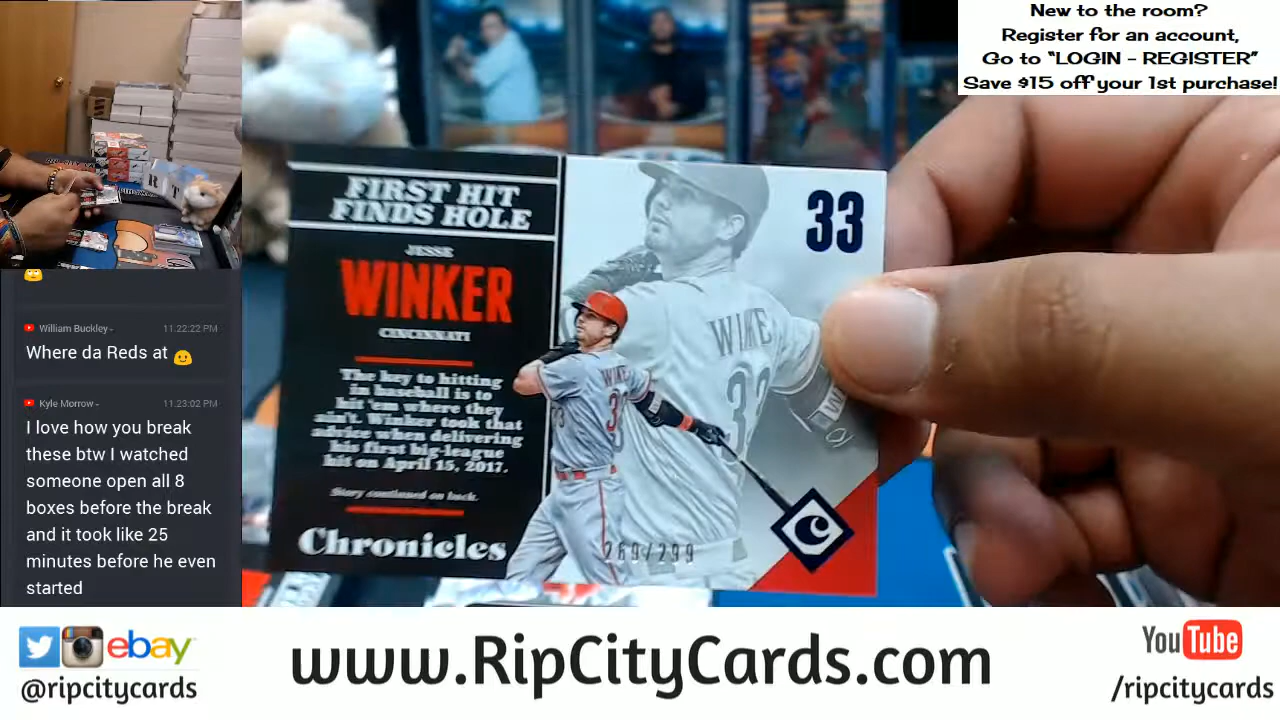 New to the room?
Register for an account,
Go to "LOGIN - REGISTER"
Save $15 off your 1st purchase!
FIRST HIT
FINDS HOLE
JESSE
WINKER
CINCINNATI
The key to hitting
in baseball is to
hit 'em where they
ain't. Winker took that
advice when delivering
his first big-league
hit on April 15, 2017.
Story continued on back.
Chronicles
33
WINKE
33
WINKE
33
C
269/299
R
T
William Buckley -
11:22:22 PM
Where da Reds at
Kyle Morrow -
11:23:02 PM
I love how you break
these btw I watched
someone open all 8
boxes before the break
and it took like 25
minutes before he even
started
ebay
@ripcitycards
www.RipCityCards.com
YouTube
/ripcitycards